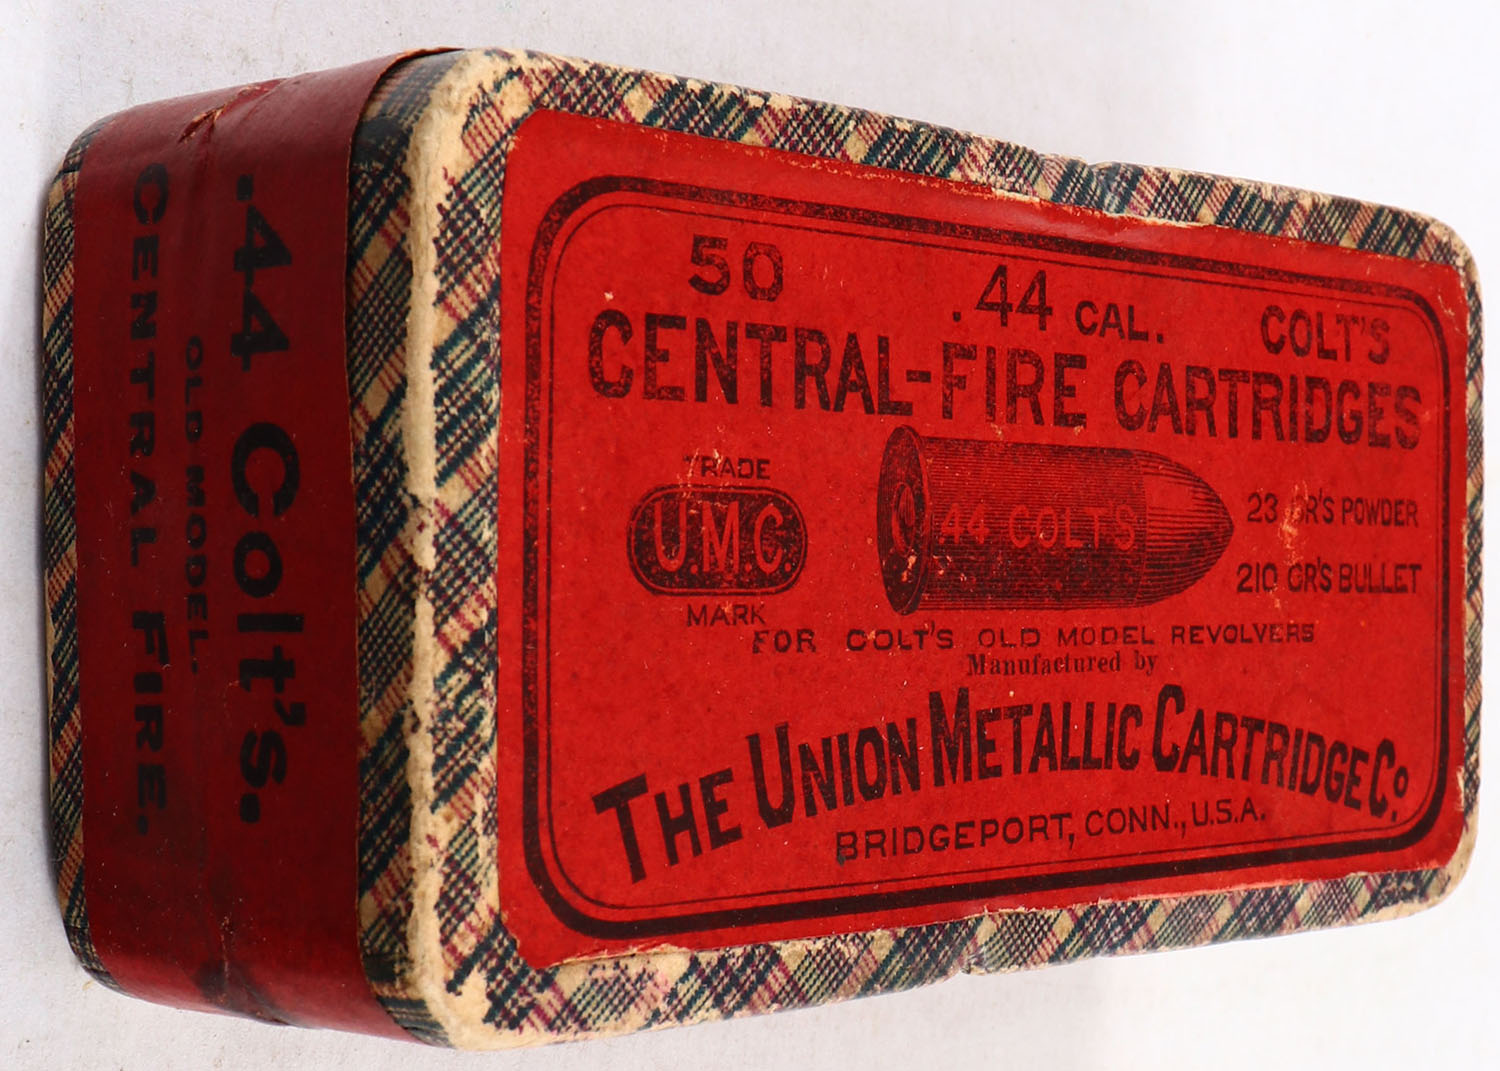 50 .44 CAL. COLT'S
CENTRAL-FIRE CARTRIDGES
TRADE
U.M.C.
MARK
44 COLT'S
23 GR'S POWDER
210 GR'S BULLET
FOR COLT'S OLD MODEL REVOLVERS
Manufactured by
THE UNION METALLIC CARTRIDGE CO.
BRIDGEPORT, CONN., U.S.A.
.44 Colt's.
OLD MODEL.
CENTRAL FIRE.